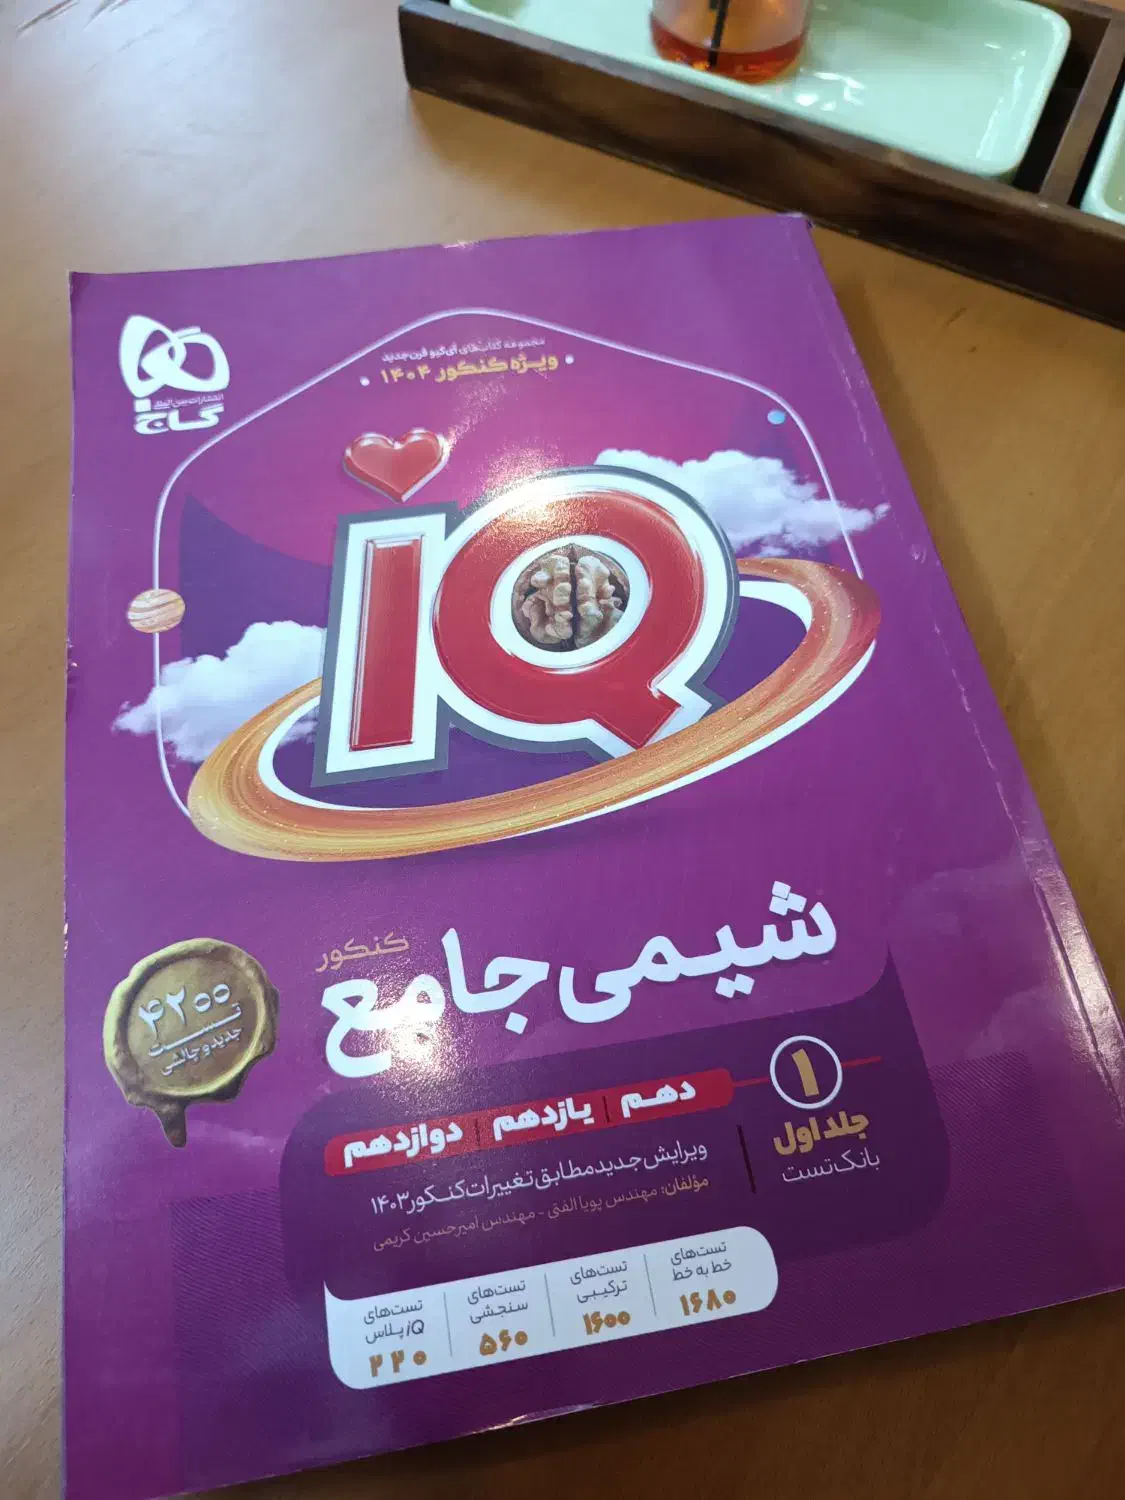 انتشارات بین‌المللی
گاج
مجموعه کتاب‌های آی‌کیو قرن جدید
ویژه کنکور ۱۴۰۴
iQ
کنکور
شیمی جامع
۴۲۰۰
تست
جدید و چالشی
۱
جلد اول
بانک تست
دهم | یازدهم | دوازدهم
ویرایش جدید مطابق تغییرات کنکور ۱۴۰۳
مؤلفان: مهندس پویا الفتی - مهندس امیرحسین کریمی
تست‌های
خط به خط
۱۶۸۰
تست‌های
ترکیبی
۱۶۰۰
تست‌های
سنجشی
۵۶۰
تست‌های
iQ پلاس
۲۲۰